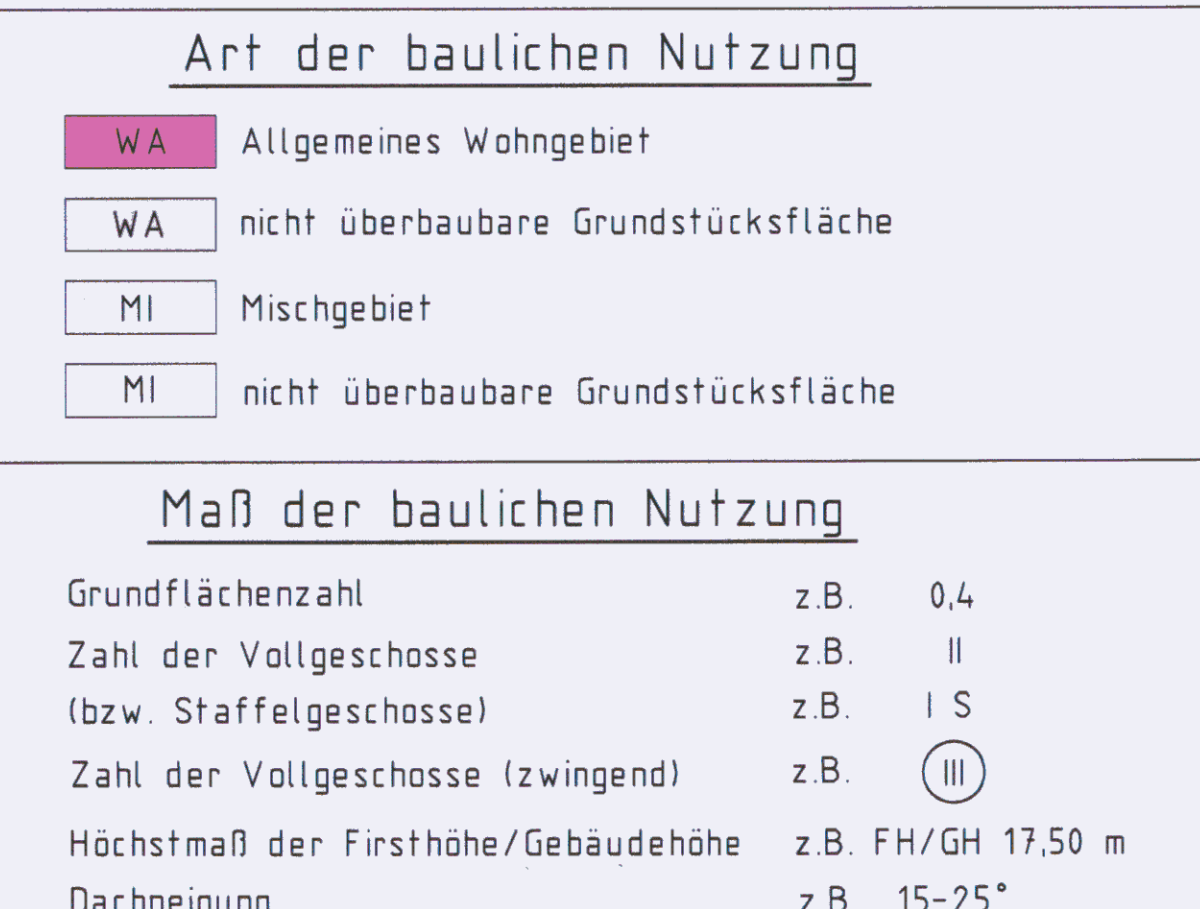 Art der baulichen Nutzung
WA Allgemeines Wohngebiet
WA nicht überbaubare Grundstücksfläche
MI Mischgebiet
MI nicht überbaubare Grundstücksfläche
Maß der baulichen Nutzung
Grundflächenzahl z.B. 0,4
Zahl der Vollgeschosse z.B. II
(bzw. Staffelgeschosse) z.B. I S
Zahl der Vollgeschosse (zwingend) z.B. III
Höchstmaß der Firsthöhe/Gebäudehöhe z.B. FH/GH 17,50 m
Dachneigung z.B. 15-25°